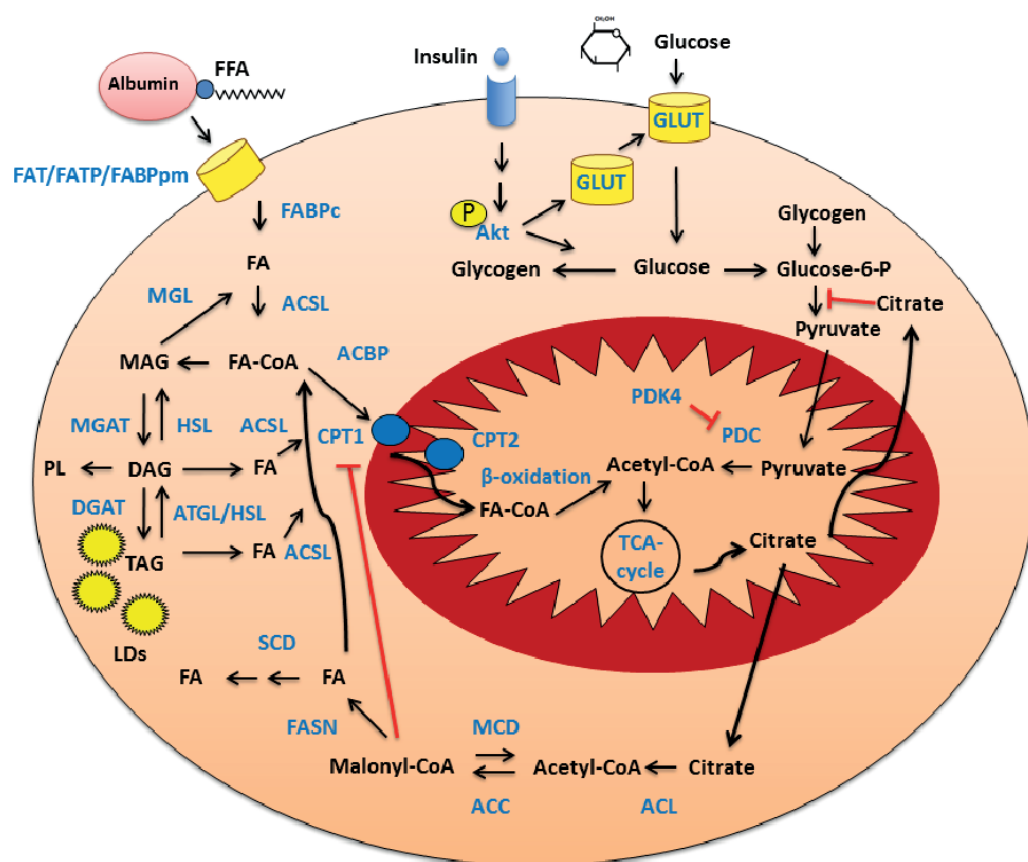 CH₂OH
Glucose
Insulin
FFA
Albumin
GLUT
FAT/FATP/FABPpm
GLUT
FABPc
P
Akt
Glycogen
FA
Glycogen
Glucose
Glucose-6-P
MGL
ACSL
Citrate
Pyruvate
MAG
FA-CoA
ACBP
PDK4
MGAT
HSL
ACSL
CPT1
CPT2
PDC
PL
DAG
FA
β-oxidation
Acetyl-CoA
Pyruvate
DGAT
ATGL/HSL
FA-CoA
TAG
FA
ACSL
TCA-
cycle
Citrate
LDs
SCD
FA
FA
FASN
MCD
Malonyl-CoA
Acetyl-CoA
Citrate
ACC
ACL